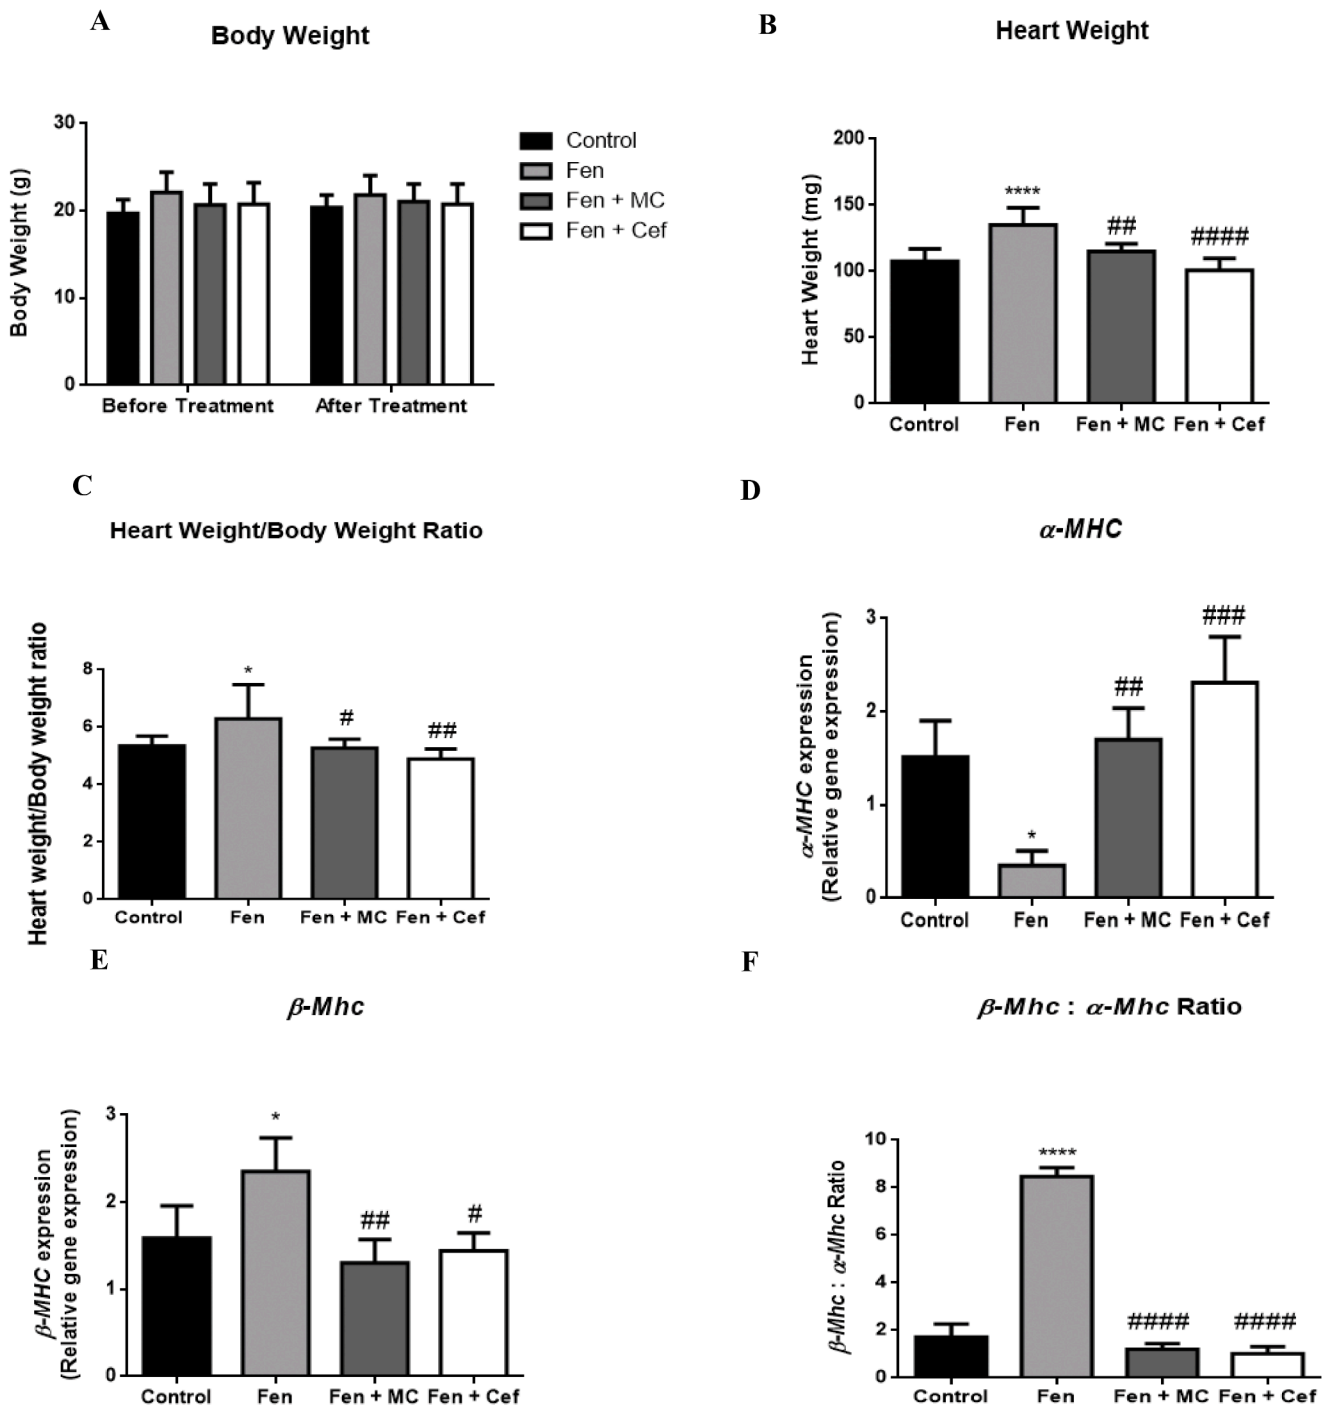 A
Body Weight
Body Weight (g)
30
20
10
0
Before Treatment
After Treatment
Control
Fen
Fen + MC
Fen + Cef
B
Heart Weight
Heart Weight (mg)
200
150
100
50
0
****
##
####
Control
Fen
Fen + MC
Fen + Cef
C
Heart Weight/Body Weight Ratio
Heart weight/Body weight ratio
8
6
4
2
0
*
#
##
Control
Fen
Fen + MC
Fen + Cef
D
α-MHC
α-MHC expression
(Relative gene expression)
3
2
1
0
*
##
###
Control
Fen
Fen + MC
Fen + Cef
E
β-Mhc
β-MHC expression
(Relative gene expression)
3
2
1
0
*
##
#
Control
Fen
Fen + MC
Fen + Cef
F
β-Mhc : α-Mhc Ratio
β-Mhc : α-Mhc Ratio
10
8
6
4
2
0
****
####
####
Control
Fen
Fen + MC
Fen + Cef